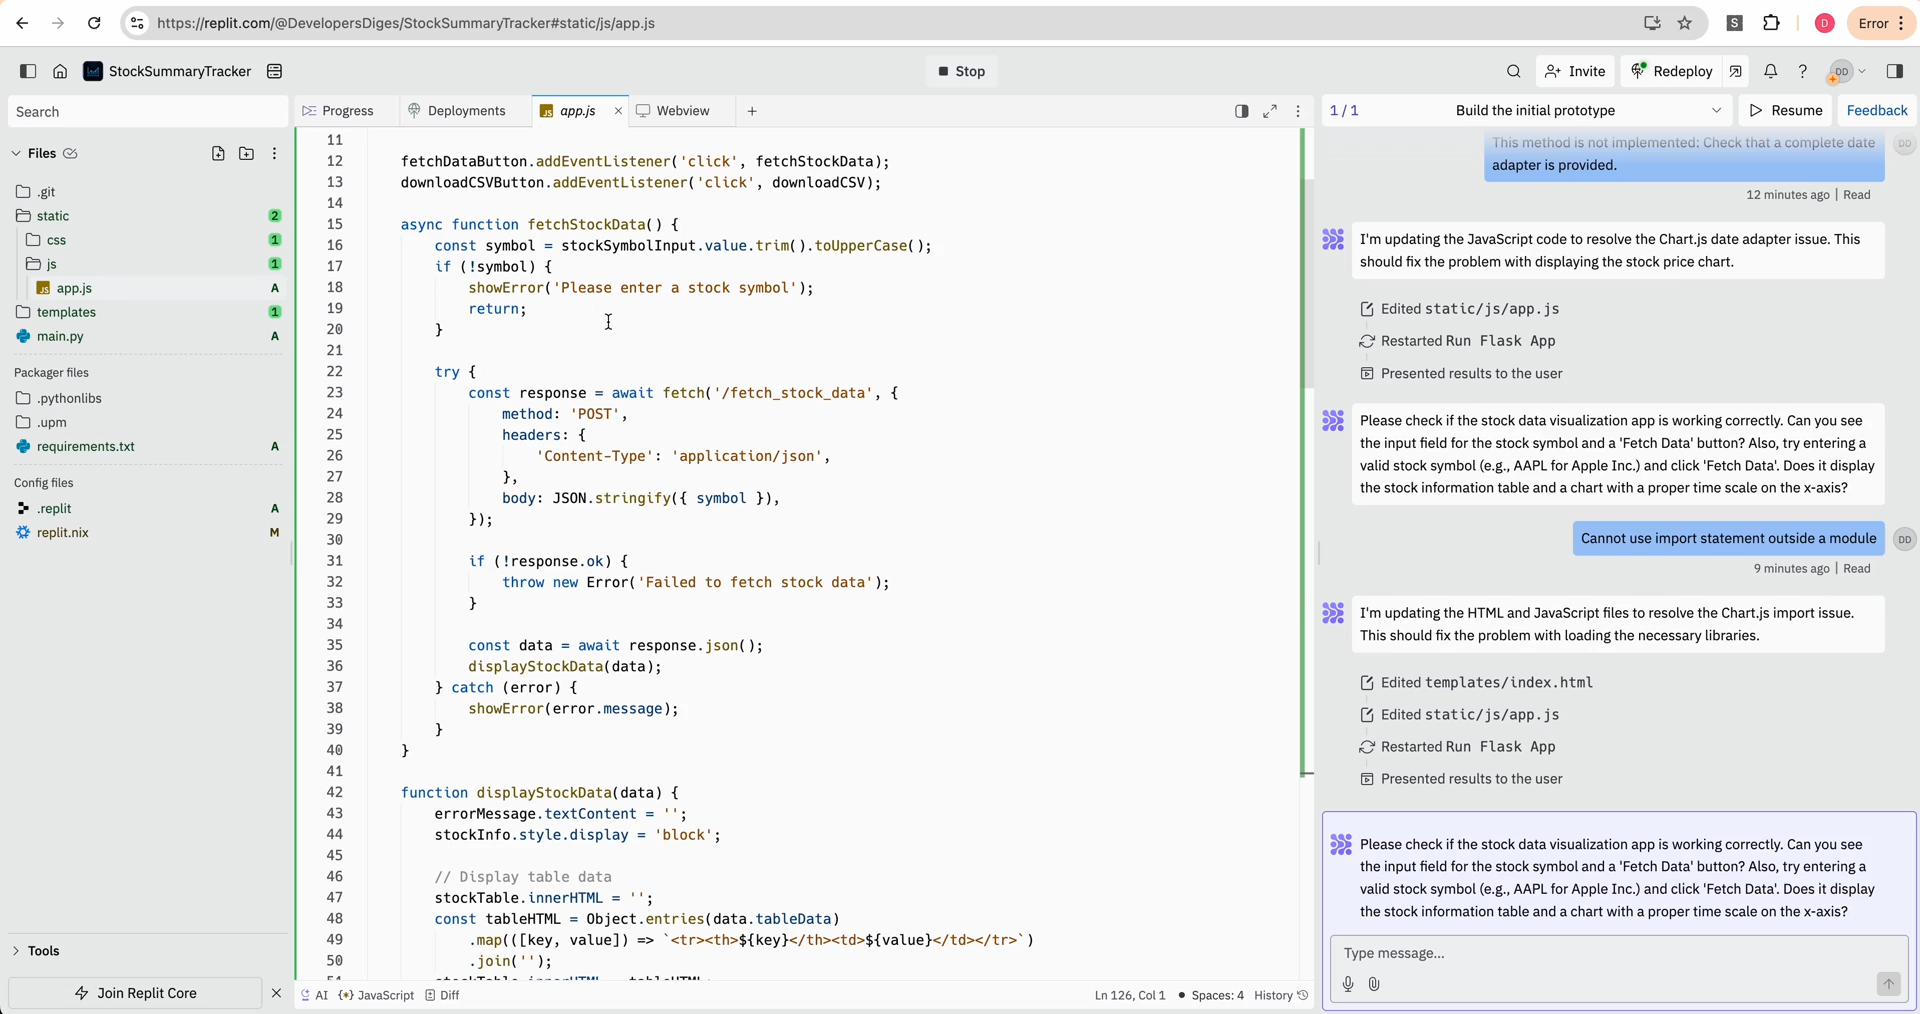 https://replit.com/@DevelopersDiges/StockSummaryTracker#static/js/app.js
S
D
Error
StockSummaryTracker
Stop
Invite
Redeploy
?
DD
Search
Files
.git
static 2
css 1
js 1
JS app.js A
templates 1
main.py A
Packager files
.pythonlibs
.upm
requirements.txt A
Config files
.replit A
replit.nix M
Tools
Join Replit Core
Progress
Deployments
JS app.js
Webview
11
12 fetchDataButton.addEventListener('click', fetchStockData);
13 downloadCSVButton.addEventListener('click', downloadCSV);
14
15 async function fetchStockData() {
16 const symbol = stockSymbolInput.value.trim().toUpperCase();
17 if (!symbol) {
18 showError('Please enter a stock symbol');
19 return;
20 }
21
22 try {
23 const response = await fetch('/fetch_stock_data', {
24 method: 'POST',
25 headers: {
26 'Content-Type': 'application/json',
27 },
28 body: JSON.stringify({ symbol }),
29 });
30
31 if (!response.ok) {
32 throw new Error('Failed to fetch stock data');
33 }
34
35 const data = await response.json();
36 displayStockData(data);
37 } catch (error) {
38 showError(error.message);
39 }
40 }
41
42 function displayStockData(data) {
43 errorMessage.textContent = '';
44 stockInfo.style.display = 'block';
45
46 // Display table data
47 stockTable.innerHTML = '';
48 const tableHTML = Object.entries(data.tableData)
49 .map(([key, value]) => `<tr><th>${key}</th><td>${value}</td></tr>`)
50 .join('');
51 stockTable.innerHTML = tableHTML;
AI {•} JavaScript Diff
Ln 126, Col 1 • Spaces: 4 History
1 / 1 Build the initial prototype
Resume
Feedback
This method is not implemented: Check that a complete date
adapter is provided.
DD
12 minutes ago | Read
I'm updating the JavaScript code to resolve the Chart.js date adapter issue. This
should fix the problem with displaying the stock price chart.
Edited static/js/app.js
Restarted Run Flask App
Presented results to the user
Please check if the stock data visualization app is working correctly. Can you see
the input field for the stock symbol and a 'Fetch Data' button? Also, try entering a
valid stock symbol (e.g., AAPL for Apple Inc.) and click 'Fetch Data'. Does it display
the stock information table and a chart with a proper time scale on the x-axis?
Cannot use import statement outside a module
DD
9 minutes ago | Read
I'm updating the HTML and JavaScript files to resolve the Chart.js import issue.
This should fix the problem with loading the necessary libraries.
Edited templates/index.html
Edited static/js/app.js
Restarted Run Flask App
Presented results to the user
Please check if the stock data visualization app is working correctly. Can you see
the input field for the stock symbol and a 'Fetch Data' button? Also, try entering a
valid stock symbol (e.g., AAPL for Apple Inc.) and click 'Fetch Data'. Does it display
the stock information table and a chart with a proper time scale on the x-axis?
Type message...